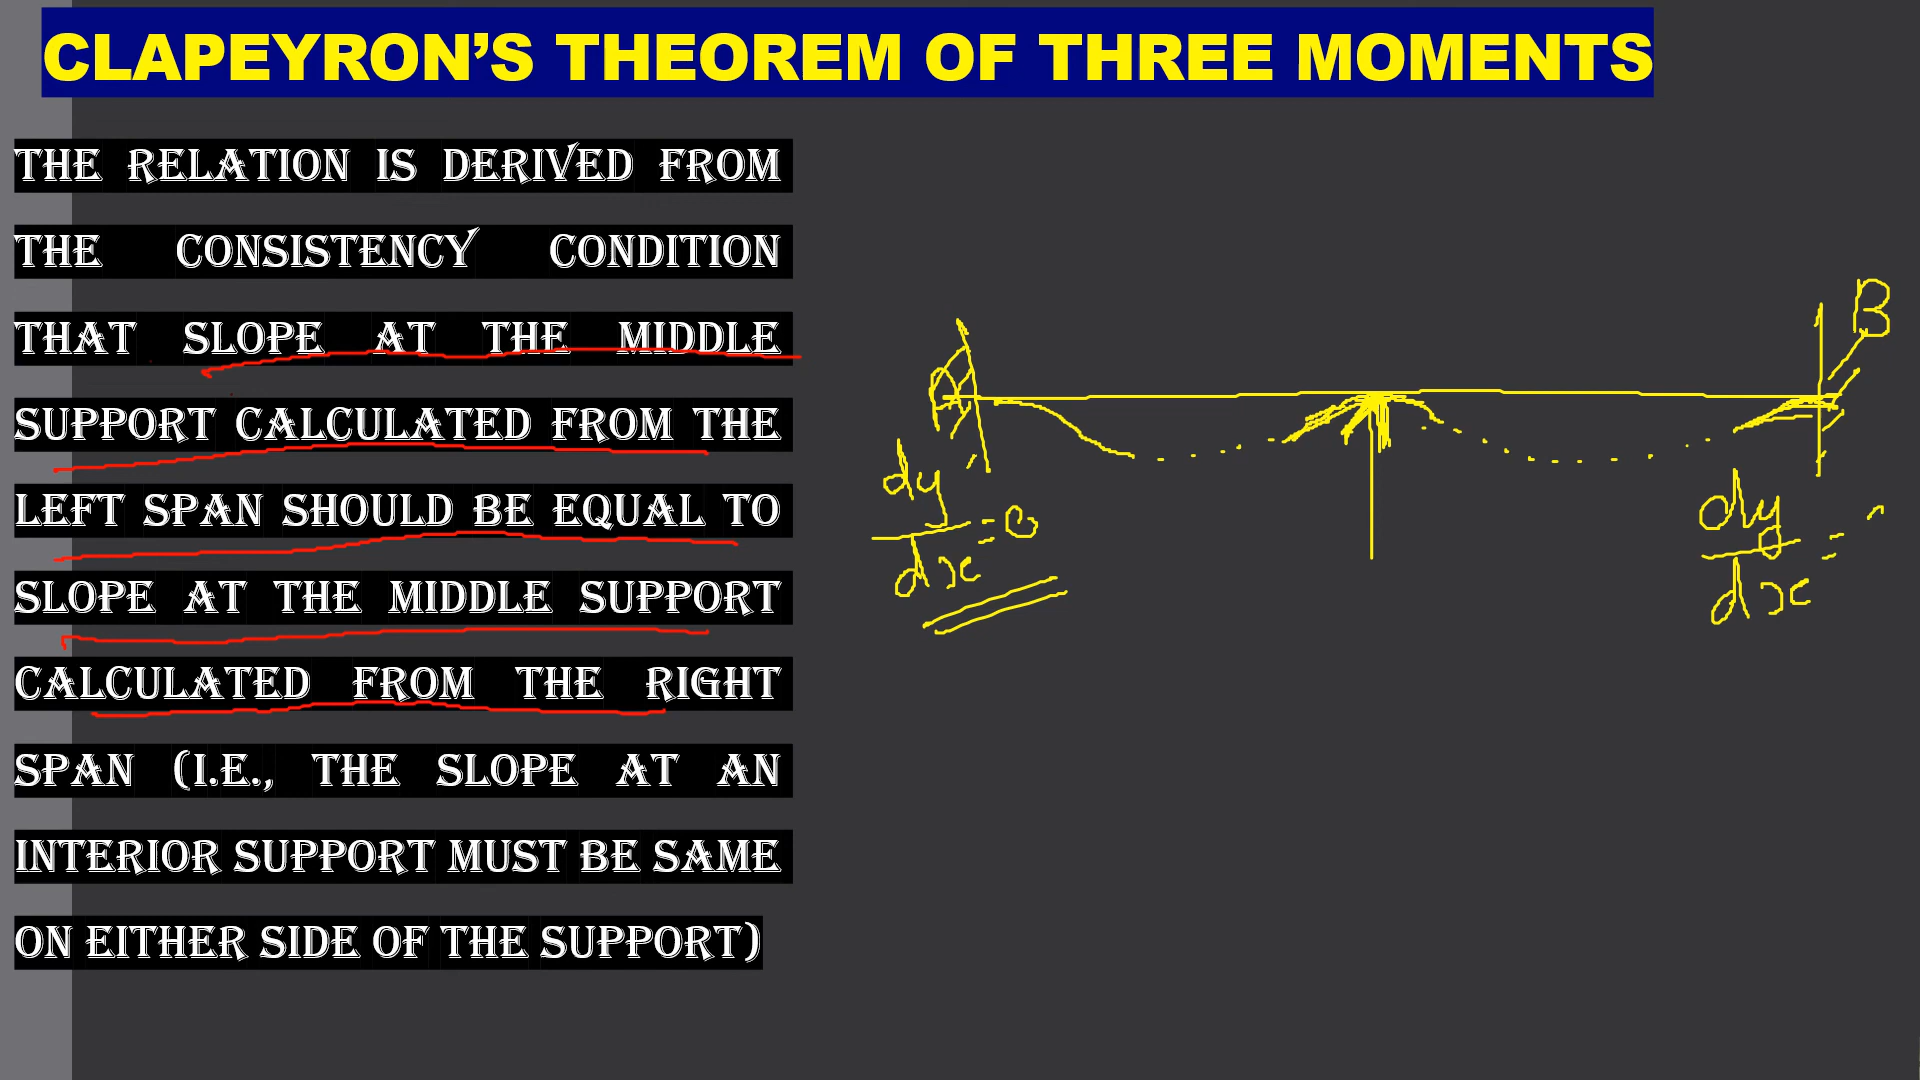 CLAPEYRON’S THEOREM OF THREE MOMENTS
THE RELATION IS DERIVED FROM
THE CONSISTENCY CONDITION
THAT SLOPE AT THE MIDDLE
SUPPORT CALCULATED FROM THE
LEFT SPAN SHOULD BE EQUAL TO
SLOPE AT THE MIDDLE SUPPORT
CALCULATED FROM THE RIGHT
SPAN (I.E., THE SLOPE AT AN
INTERIOR SUPPORT MUST BE SAME
ON EITHER SIDE OF THE SUPPORT)
A
B
dy
dx = 0
dy
dx =